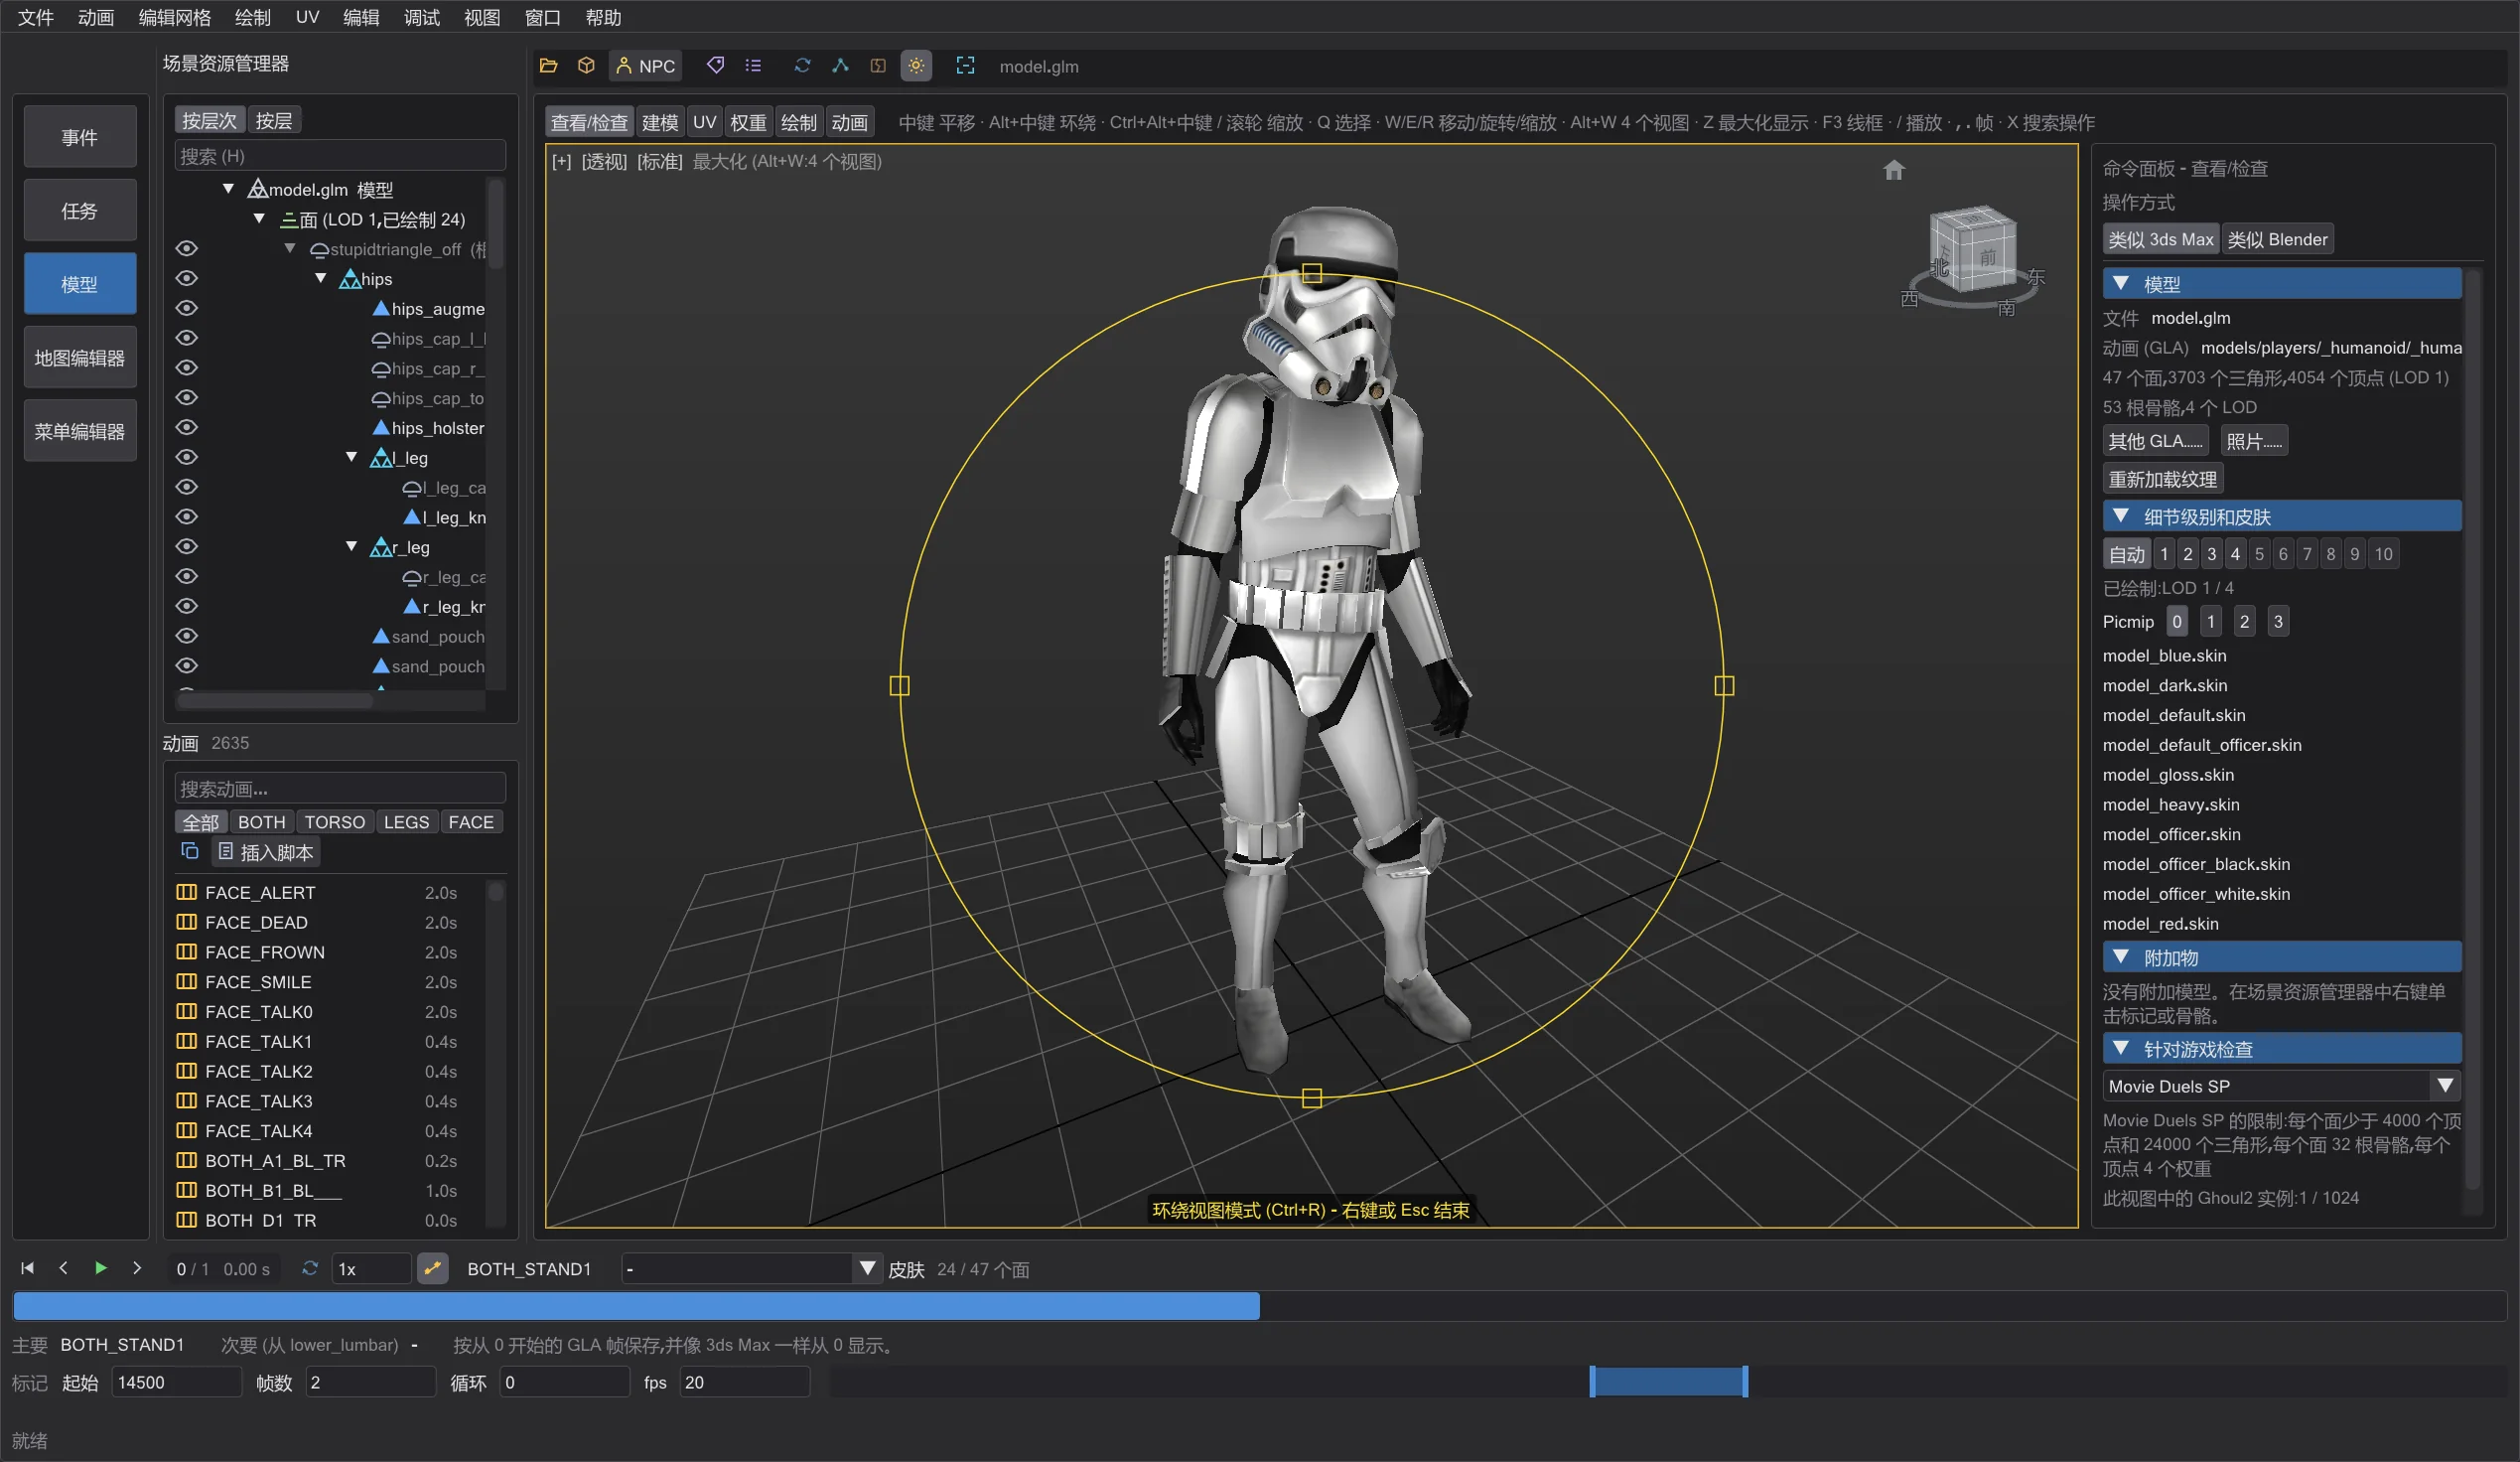 文件 动画 编辑网格 绘制 UV 编辑 调试 视图 窗口 帮助
场景资源管理器
NPC model.glm
事件
任务
模型
地图编辑器
菜单编辑器
按层次 按层
搜索 (H)
model.glm 模型
面 (LOD 1,已绘制 24)
stupidtriangle_off
hips
hips_augme
hips_cap_l_
hips_cap_r_
hips_cap_to
hips_holster
l_leg
l_leg_ca
l_leg_kn
r_leg
r_leg_ca
r_leg_kn
sand_pouch
sand_pouch
动画 2635
搜索动画...
全部 BOTH TORSO LEGS FACE
插入脚本
FACE_ALERT 2.0s
FACE_DEAD 2.0s
FACE_FROWN 2.0s
FACE_SMILE 2.0s
FACE_TALK0 2.0s
FACE_TALK1 0.4s
FACE_TALK2 0.4s
FACE_TALK3 0.4s
FACE_TALK4 0.4s
BOTH_A1_BL_TR 0.2s
BOTH_B1_BL___ 1.0s
BOTH_D1_TR 0.0s
查看/检查 建模 UV 权重 绘制 动画 中键 平移 · Alt+中键 环绕 · Ctrl+Alt+中键 / 滚轮 缩放 · Q 选择 · W/E/R 移动/旋转/缩放 · Alt+W 4 个视图 · Z 最大化显示 · F3 线框 · / 播放 · , . 帧 · X 搜索操作
[+] [透视] [标准] 最大化 (Alt+W:4 个视图)
前
北 东
西 南
环绕视图模式 (Ctrl+R) - 右键或 Esc 结束
命令面板 - 查看/检查
操作方式
类似 3ds Max 类似 Blender
模型
文件 model.glm
动画 (GLA) models/players/_humanoid/_huma
47 个面,3703 个三角形,4054 个顶点 (LOD 1)
53 根骨骼,4 个 LOD
其他 GLA...... 照片......
重新加载纹理
细节级别和皮肤
自动 1 2 3 4 5 6 7 8 9 10
已绘制:LOD 1 / 4
Picmip 0 1 2 3
model_blue.skin
model_dark.skin
model_default.skin
model_default_officer.skin
model_gloss.skin
model_heavy.skin
model_officer.skin
model_officer_black.skin
model_officer_white.skin
model_red.skin
附加物
没有附加模型。在场景资源管理器中右键单
击标记或骨骼。
针对游戏检查
Movie Duels SP
Movie Duels SP 的限制:每个面少于 4000 个顶
点和 24000 个三角形,每个面 32 根骨骼,每个
顶点 4 个权重
此视图中的 Ghoul2 实例:1 / 1024
0 / 1 0.00 s 1x BOTH_STAND1 - 皮肤 24 / 47 个面
主要 BOTH_STAND1 次要 (从 lower_lumbar) - 按从 0 开始的 GLA 帧保存,并像 3ds Max 一样从 0 显示。
标记 起始 14500 帧数 2 循环 0 fps 20
就绪